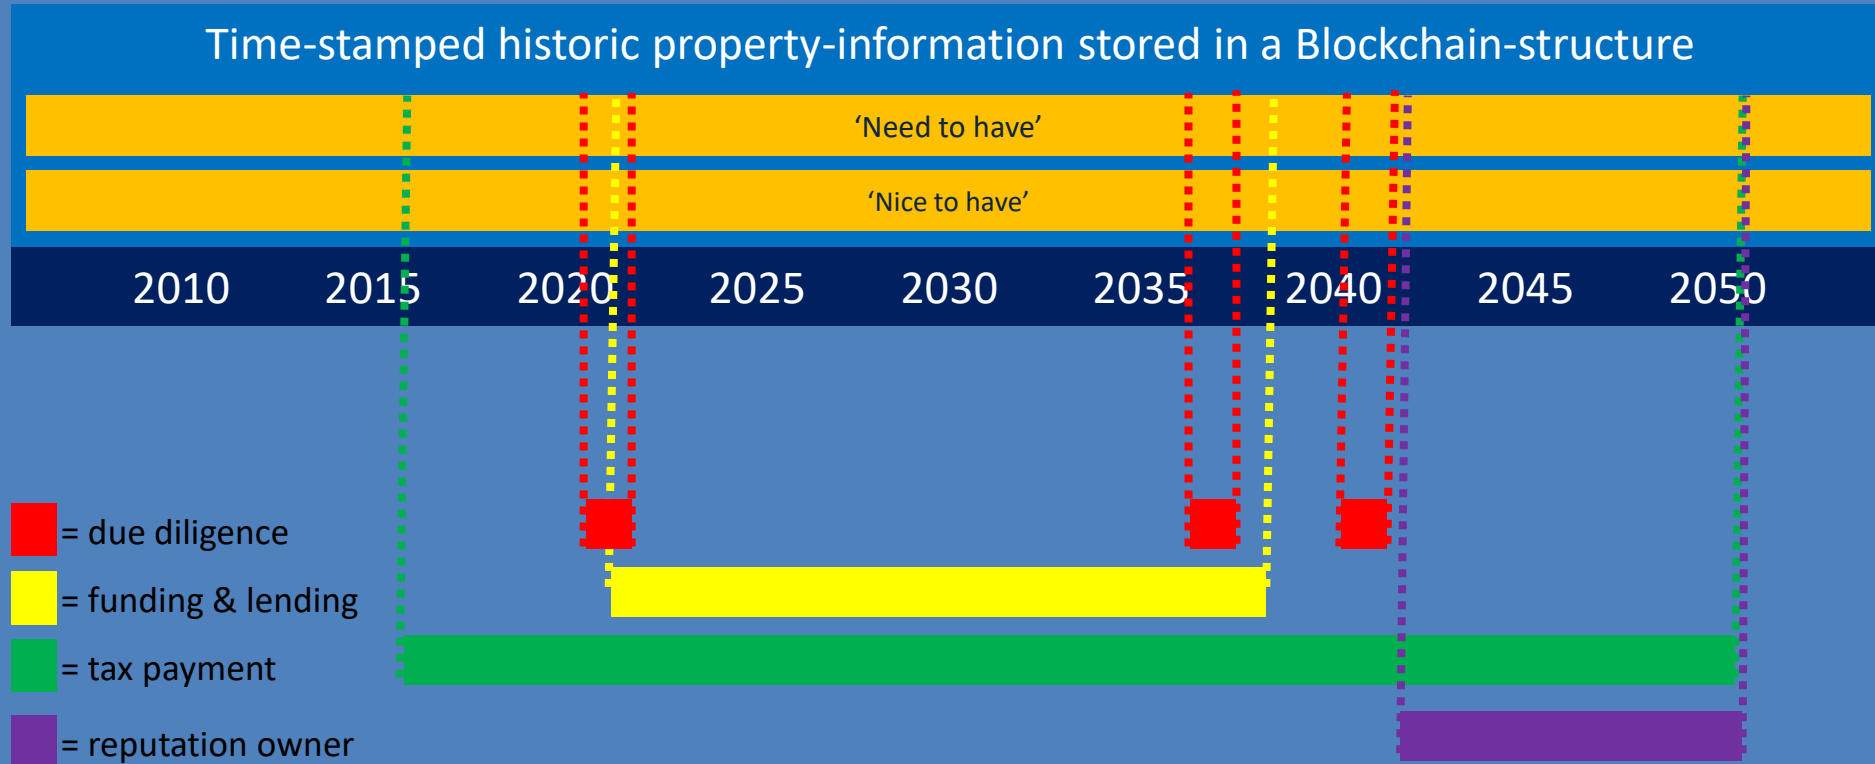 Time-stamped historic property-information stored in a Blockchain-structure
‘Need to have’
‘Nice to have’
2010 2015 2020 2025 2030 2035 2040 2045 2050
= due diligence
= funding & lending
= tax payment
= reputation owner